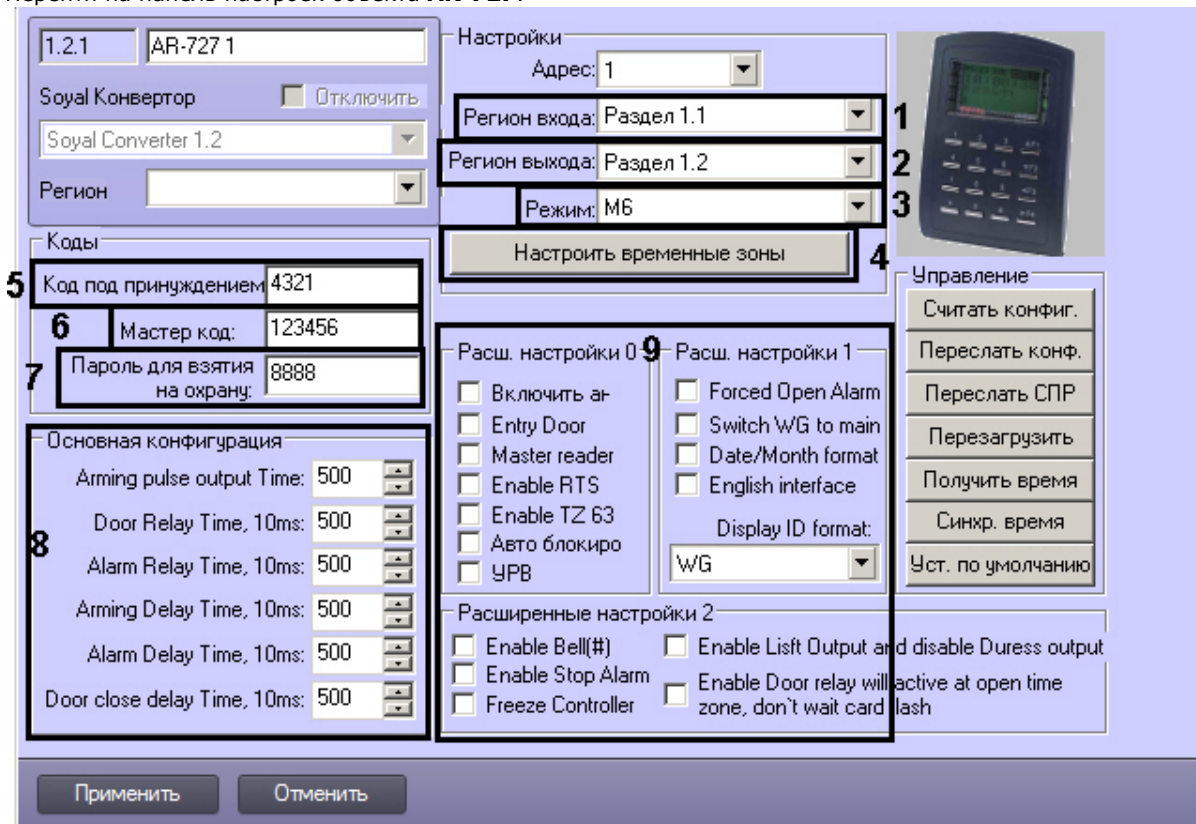 Перейти на панель настроек объекта AR-727.
1.2.1 AR-727 1
Soyal Конвертор Отключить
Soyal Converter 1.2
Регион
Настройки
Адрес: 1
Регион входа: Раздел 1.1 1
Регион выхода: Раздел 1.2 2
Режим: M6 3
Настроить временные зоны 4
Коды
5 Код под принуждением 4321
6 Мастер код: 123456
7 Пароль для взятия на охрану: 8888
8
Основная конфигурация
Arming pulse output Time: 500
Door Relay Time, 10ms: 500
Alarm Relay Time, 10ms: 500
Arming Delay Time, 10ms: 500
Alarm Delay Time, 10ms: 500
Door close delay Time, 10ms: 500
9
Расш. настройки 0
Включить ан
Entry Door
Master reader
Enable RTS
Enable TZ 63
Авто блокиро
УРВ
Расш. настройки 1
Forced Open Alarm
Switch WG to main
Date/Month format
English interface
Display ID format:
WG
Расширенные настройки 2
Enable Bell(#)
Enable Stop Alarm
Freeze Controller
Enable Lisft Output and disable Duress output
Enable Door relay will active at open time
zone, don`t wait card flash
Управление
Считать конфиг.
Переслать конф.
Переслать СПР
Перезагрузить
Получить время
Синхр. время
Уст. по умолчанию
Применить
Отменить